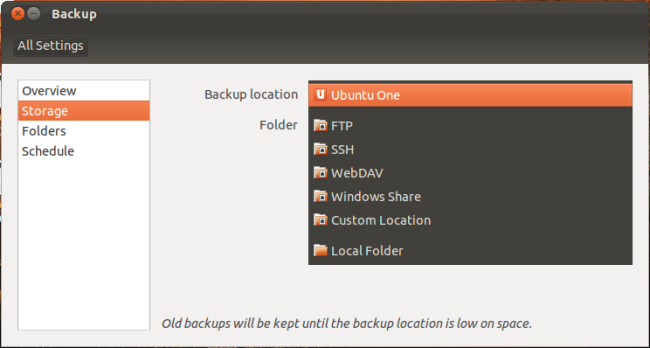 Backup
All Settings
Overview
Storage
Folders
Schedule
Backup location
Folder
Ubuntu One
FTP
SSH
WebDAV
Windows Share
Custom Location
Local Folder
Old backups will be kept until the backup location is low on space.